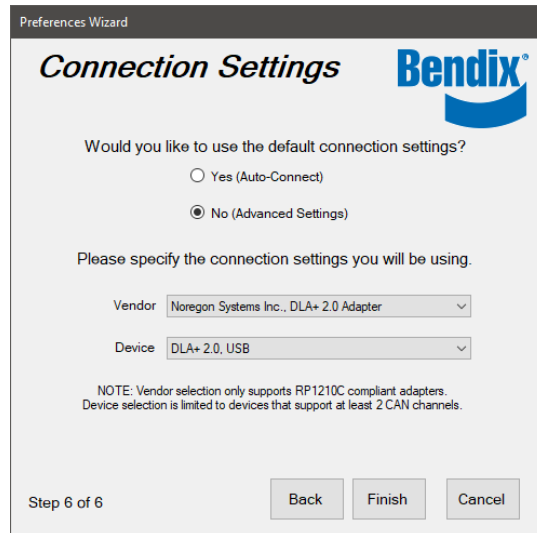 Preferences Wizard
Connection Settings
Bendix®
Would you like to use the default connection settings?
Yes (Auto-Connect)
No (Advanced Settings)
Please specify the connection settings you will be using.
Vendor Noregon Systems Inc., DLA+ 2.0 Adapter
Device DLA+ 2.0, USB
NOTE: Vendor selection only supports RP1210C compliant adapters.
Device selection is limited to devices that support at least 2 CAN channels.
Step 6 of 6 Back Finish Cancel